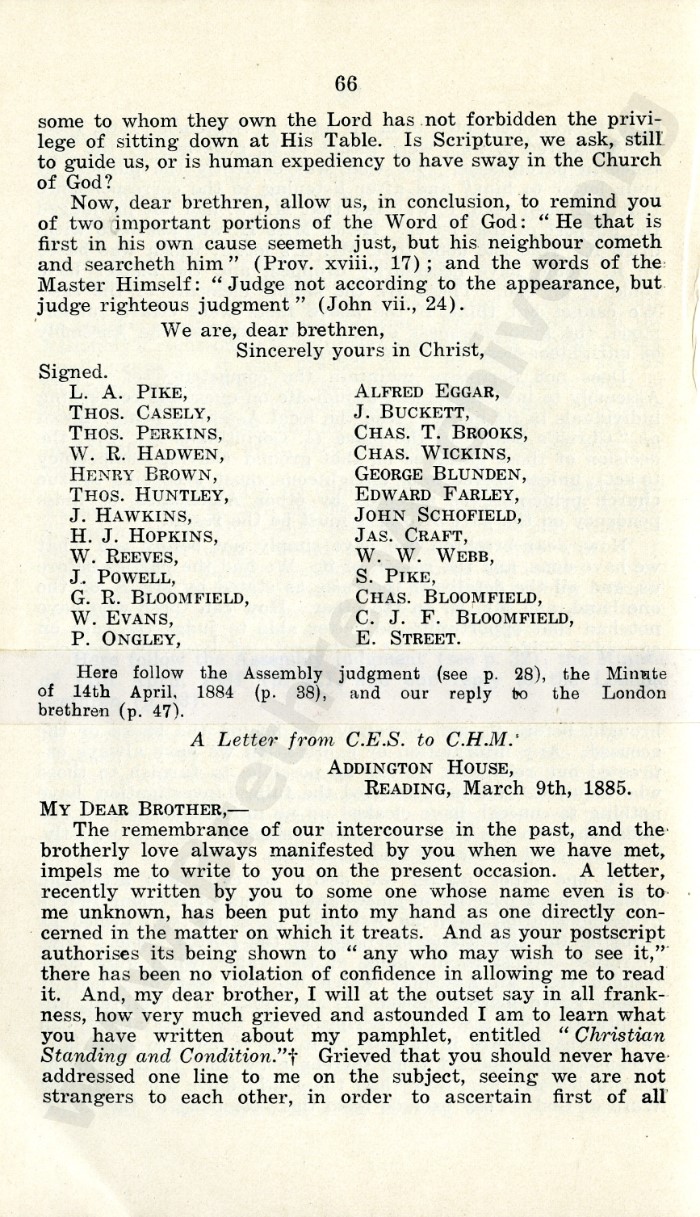 66
some to whom they own the Lord has not forbidden the privi-
lege of sitting down at His Table. Is Scripture, we ask, still
to guide us, or is human expediency to have sway in the Church
of God?
Now, dear brethren, allow us, in conclusion, to remind you
of two important portions of the Word of God: “ He that is
first in his own cause seemeth just, but his neighbour cometh
and searcheth him ” (Prov. xviii., 17) ; and the words of the
Master Himself: “ Judge not according to the appearance, but
judge righteous judgment ” (John vii., 24).
We are, dear brethren,
Sincerely yours in Christ,
Signed.
L. A. PIKE,
THOS. CASELY,
THOS. PERKINS,
W. R. HADWEN,
HENRY BROWN,
THOS. HUNTLEY,
J. HAWKINS,
H. J. HOPKINS,
W. REEVES,
J. POWELL,
G. R. BLOOMFIELD,
W. EVANS,
P. ONGLEY,
ALFRED EGGAR,
J. BUCKETT,
CHAS. T. BROOKS,
CHAS. WICKINS,
GEORGE BLUNDEN,
EDWARD FARLEY,
JOHN SCHOFIELD,
JAS. CRAFT,
W. W. WEBB,
S. PIKE,
CHAS. BLOOMFIELD,
C. J. F. BLOOMFIELD,
E. STREET.
Here follow the Assembly judgment (see p. 28), the Minute
of 14th April, 1884 (p. 38), and our reply to the London
brethren (p. 47).
A Letter from C.E.S. to C.H.M.
ADDINGTON HOUSE,
READING, March 9th, 1885.
MY DEAR BROTHER,—
The remembrance of our intercourse in the past, and the
brotherly love always manifested by you when we have met,
impels me to write to you on the present occasion. A letter,
recently written by you to some one whose name even is to
me unknown, has been put into my hand as one directly con-
cerned in the matter on which it treats. And as your postscript
authorises its being shown to “ any who may wish to see it,”
there has been no violation of confidence in allowing me to read
it. And, my dear brother, I will at the outset say in all frank-
ness, how very much grieved and astounded I am to learn what
you have written about my pamphlet, entitled “ Christian
Standing and Condition.”† Grieved that you should never have
addressed one line to me on the subject, seeing we are not
strangers to each other, in order to ascertain first of all